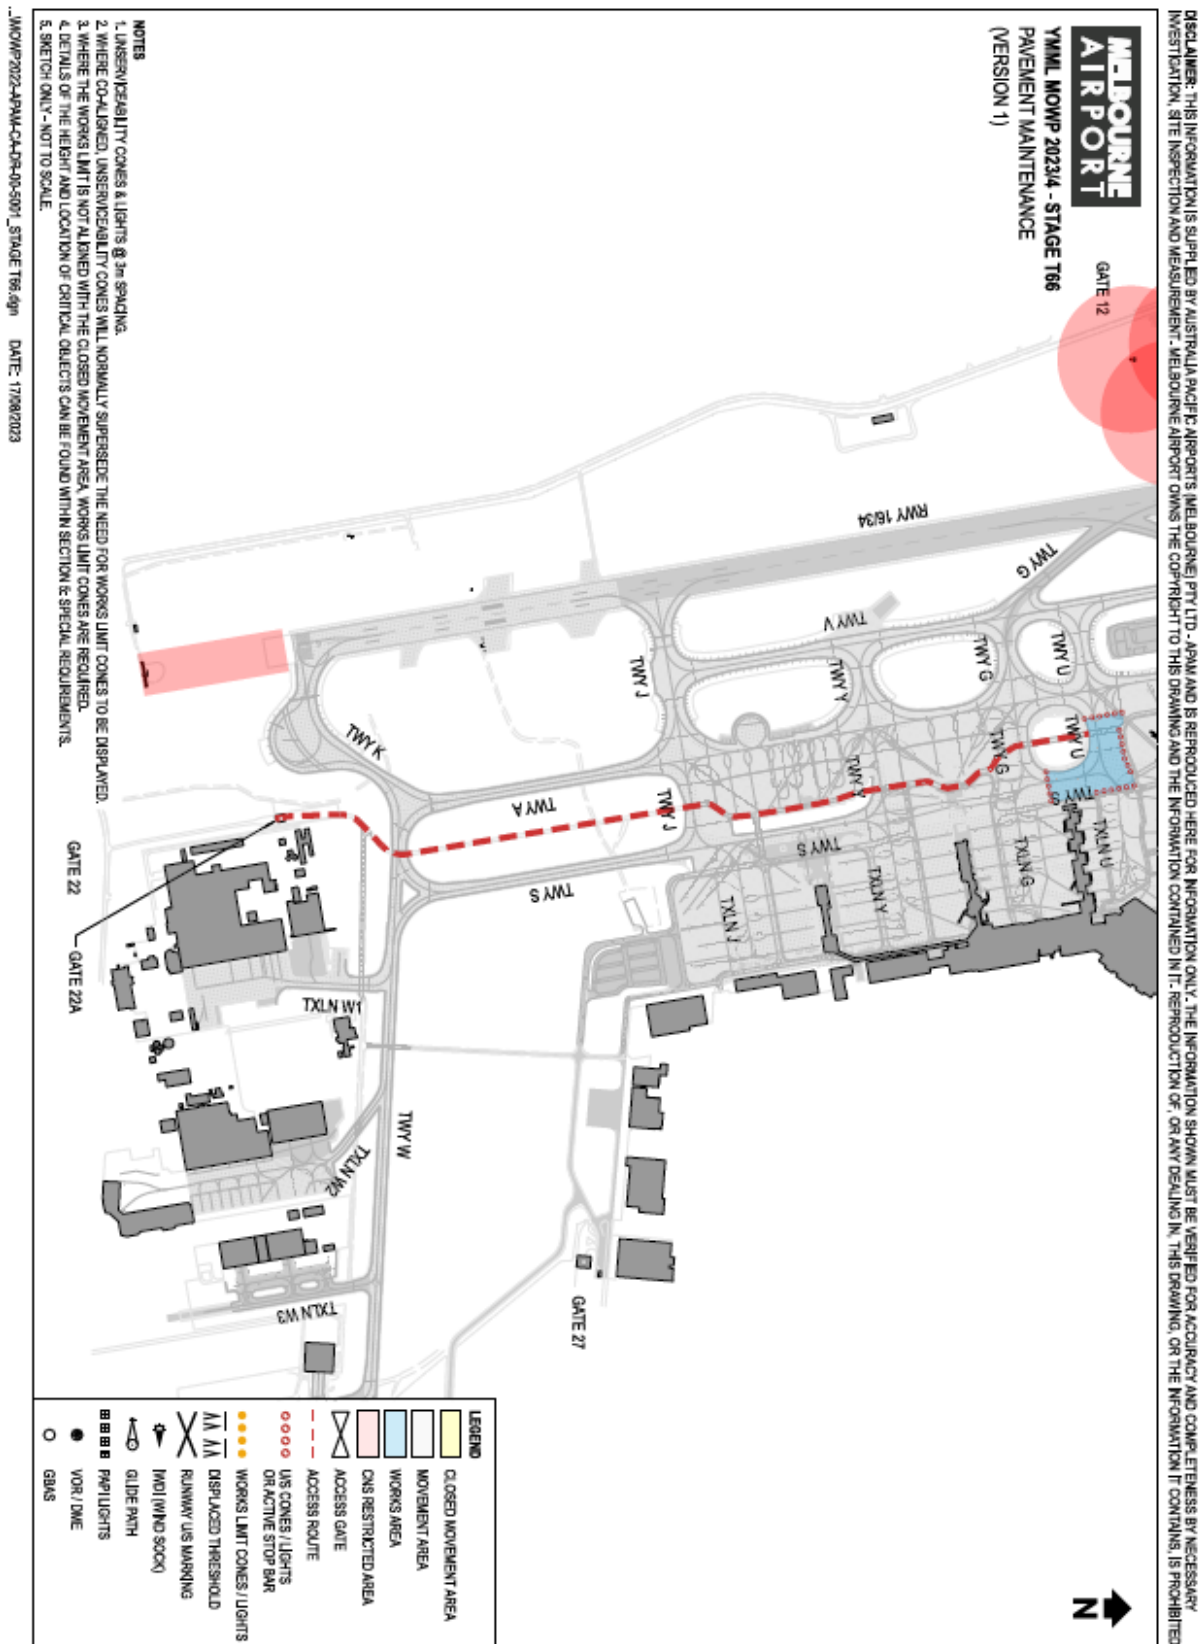 DISCLAIMER: THIS INFORMATION IS SUPPLIED BY AUSTRALIA PACIFIC AIRPORTS (MELBOURNE) PTY LTD - APAM AND IS REPRODUCED HERE FOR INFORMATION ONLY. THE INFORMATION SHOWN MUST BE VERIFIED FOR ACCURACY AND COMPLETENESS BY NECESSARY
INVESTIGATION, SITE INSPECTION AND MEASUREMENT. MELBOURNE AIRPORT OWNS THE COPYRIGHT TO THIS DRAWING AND THE INFORMATION CONTAINED IN IT. REPRODUCTION OF, OR ANY DEALING IN, THIS DRAWING, OR THE INFORMATION IT CONTAINS, IS PROHIBITED
MELBOURNE
AIRPORT
YMML MOWP 2023/4 - STAGE T66
PAVEMENT MAINTENANCE
(VERSION 1)
GATE 12
RWY 16/34
TWY G
TWY V
TWY U
TWY G
TWY Y
TWY J
TWY K
TWY U
TWY G
TWY Y
TWY J
TWY A
TWY S
TXLN U
TXLN G
TXLN Y
TXLN J
TWY S
TWY S
GATE 22
GATE 22A
TXLN W1
TWY W
TXLN W2
TXLN W3
GATE 27
N
NOTES
1. UNSERVICEABILITY CONES & LIGHTS @ 3m SPACING.
2. WHERE CO-ALIGNED, UNSERVICEABILITY CONES WILL NORMALLY SUPERSEDE THE NEED FOR WORKS LIMIT CONES TO BE DISPLAYED.
3. WHERE THE WORKS LIMIT IS NOT ALIGNED WITH THE CLOSED MOVEMENT AREA, WORKS LIMIT CONES ARE REQUIRED.
4. DETAILS OF THE HEIGHT AND LOCATION OF CRITICAL OBJECTS CAN BE FOUND WITHIN SECTION 6: SPECIAL REQUIREMENTS.
5. SKETCH ONLY - NOT TO SCALE.
LEGEND
CLOSED MOVEMENT AREA
MOVEMENT AREA
WORKS AREA
CNS RESTRICTED AREA
ACCESS GATE
ACCESS ROUTE
U/S CONES / LIGHTS
OR ACTIVE STOP BAR
WORKS LIMIT CONES / LIGHTS
DISPLACED THRESHOLD
RUNWAY U/S MARKING
IWDI (WIND SOCK)
GLIDE PATH
PAPI LIGHTS
VOR / DME
GBAS
...\MOWP2022-APAM-CA-DR-00-5001_STAGE T66.dgn DATE: 17/08/2023